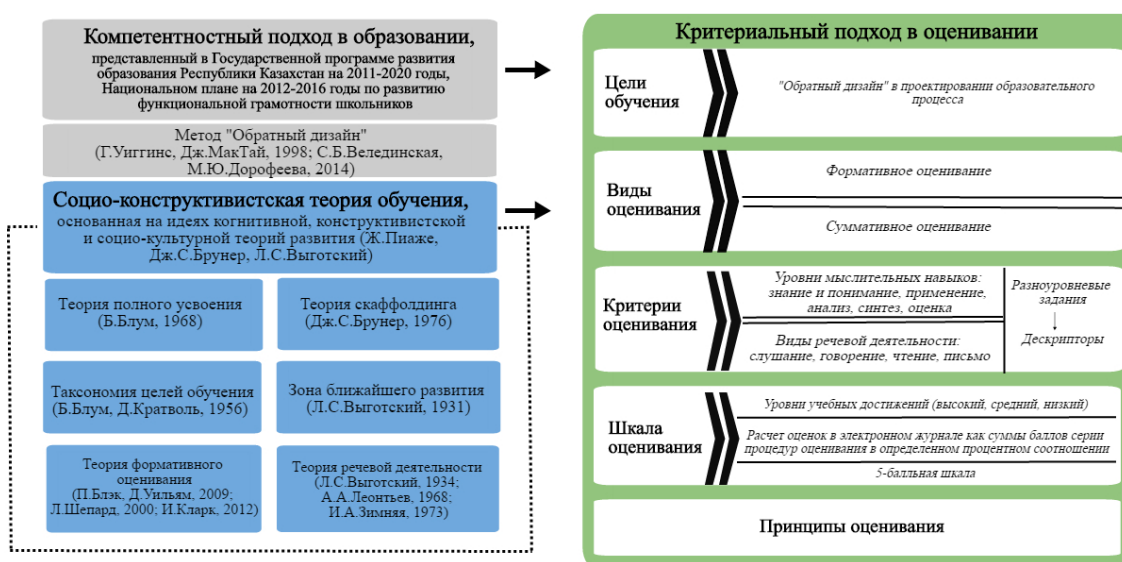 Компетентностный подход в образовании,
представленный в Государственной программе развития
образования Республики Казахстан на 2011-2020 годы,
Национальном плане на 2012-2016 годы по развитию
функциональной грамотности школьников
Метод "Обратный дизайн"
(Г.Уиггинс, Дж.МакТай, 1998; С.Б.Велединская,
М.Ю.Дорофеева, 2014)
Социо-конструктивистская теория обучения,
основанная на идеях когнитивной, конструктивистской
и социо-культурной теорий развития (Ж.Пиаже,
Дж.С.Брунер, Л.С.Выготский)
Теория полного усвоения
(Б.Блум, 1968)
Теория скаффолдинга
(Дж.С.Брунер, 1976)
Таксономия целей обучения
(Б.Блум, Д.Кратволь, 1956)
Зона ближайшего развития
(Л.С.Выготский, 1931)
Теория формативного
оценивания
(П.Блэк, Д.Уильям, 2009;
Л.Шепард, 2000; И.Кларк, 2012)
Теория речевой деятельности
(Л.С.Выготский, 1934;
А.А.Леонтьев, 1968;
И.А.Зимняя, 1973)
Критериальный подход в оценивании
Цели
обучения
"Обратный дизайн" в проектировании образовательного
процесса
Виды
оценивания
Формативное оценивание
Суммативное оценивание
Критерии
оценивания
Уровни мыслительных навыков:
знание и понимание, применение,
анализ, синтез, оценка
Виды речевой деятельности:
слушание, говорение, чтение, письмо
Разноуровневые
задания
Дескрипторы
Шкала
оценивания
Уровни учебных достижений (высокий, средний, низкий)
Расчет оценок в электронном журнале как суммы баллов серии
процедур оценивания в определенном процентном соотношении
5-балльная шкала
Принципы оценивания